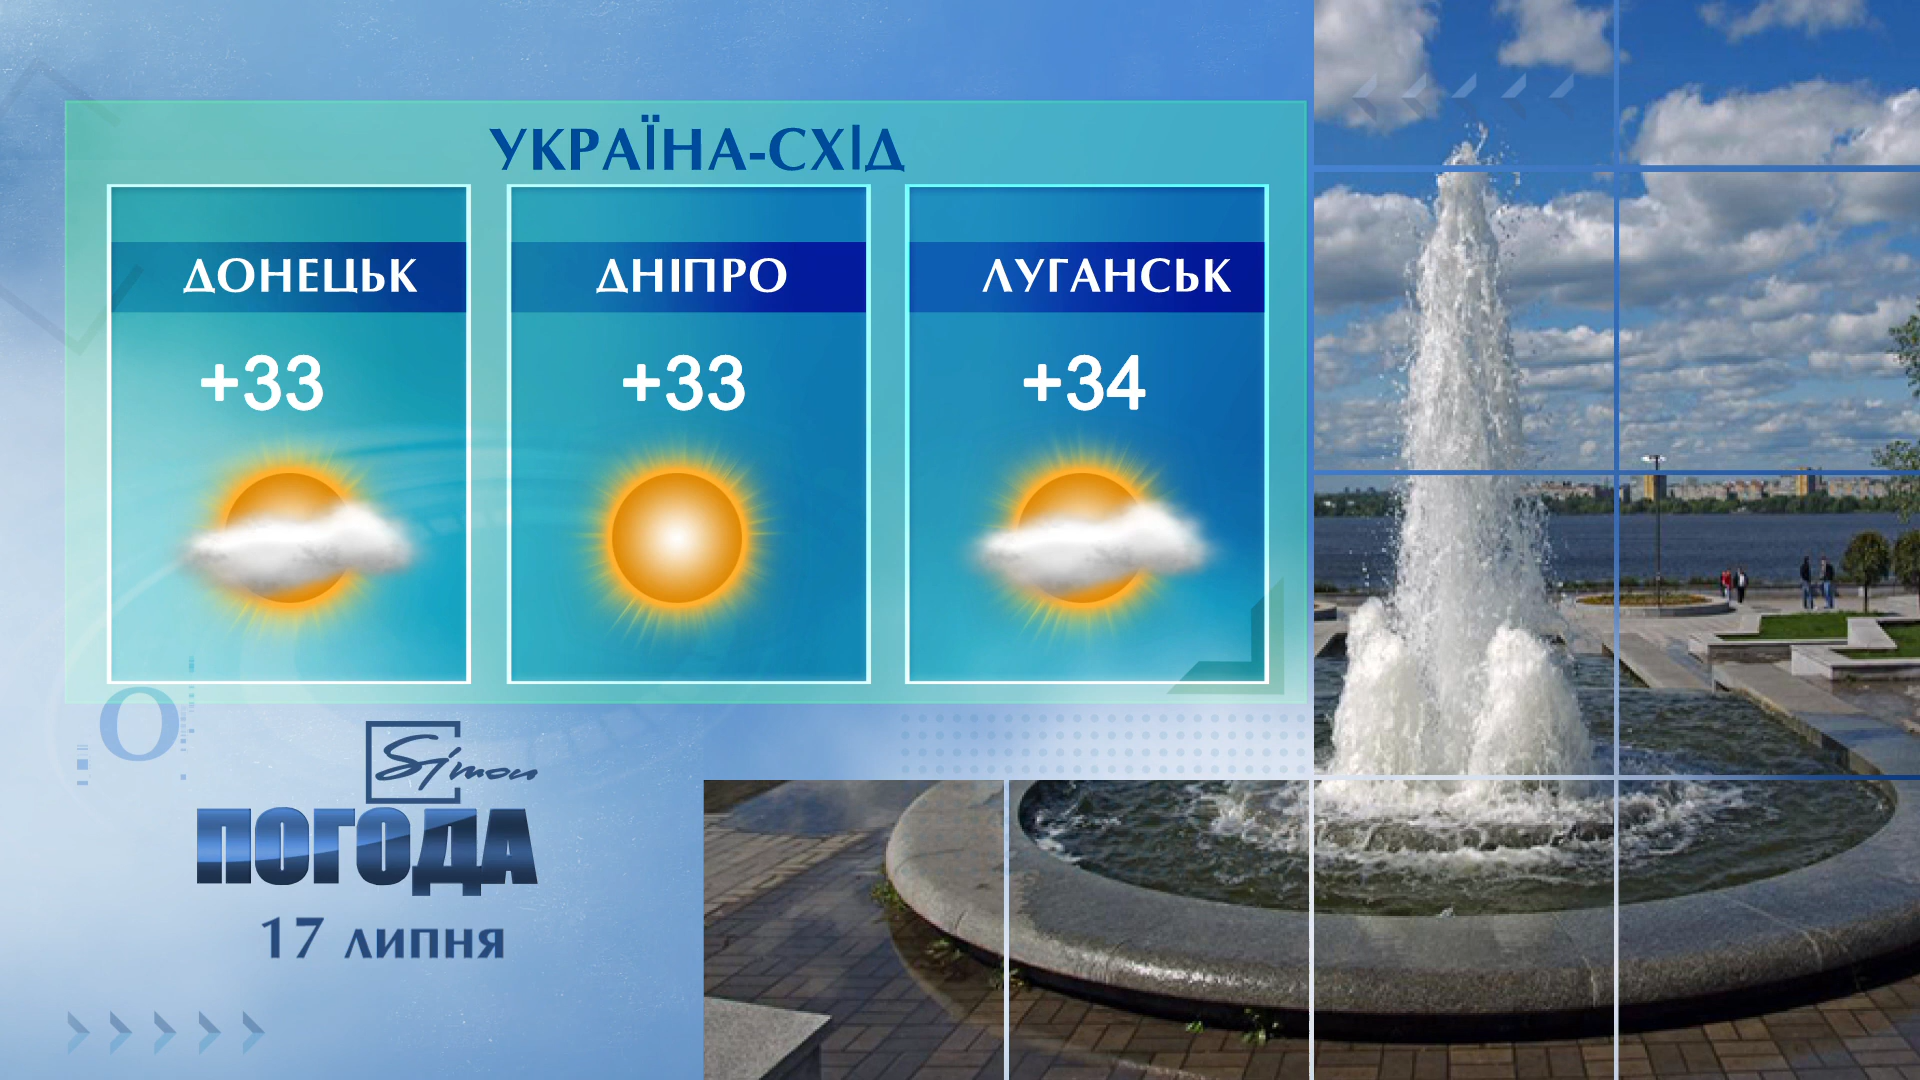 УКРАЇНА-СХІД
ДОНЕЦЬК
+33
ДНІПРО
+33
ЛУГАНСЬК
+34
Simon
ПОГОДА
17 липня